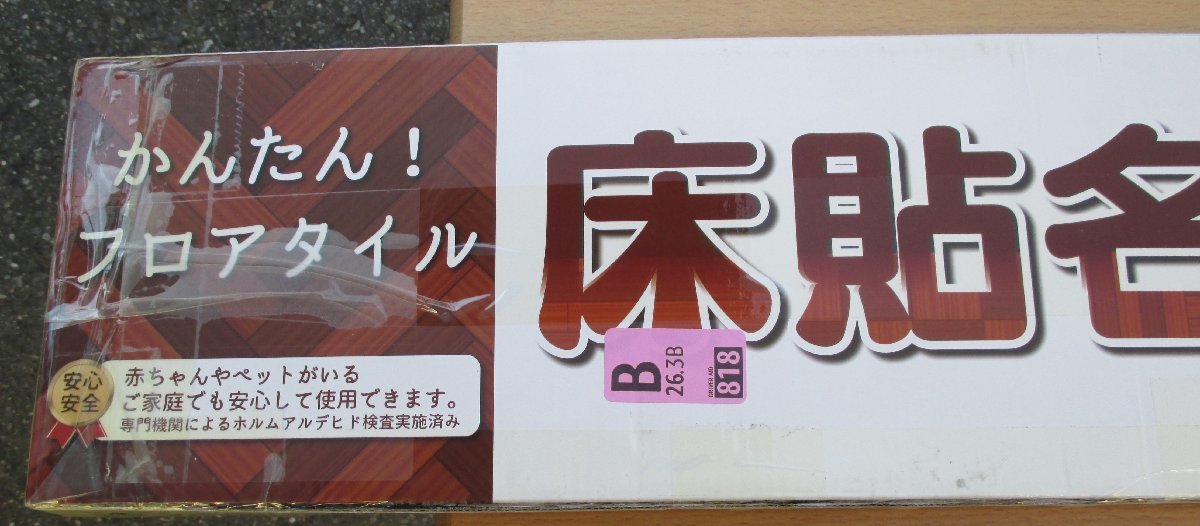 かんたん！
フロアタイル
安心
安全
赤ちゃんやペットがいる
ご家庭でも安心して使用できます。
専門機関によるホルムアルデヒド検査実施済み
床貼名
B
26.3B
DRIVER AID
818